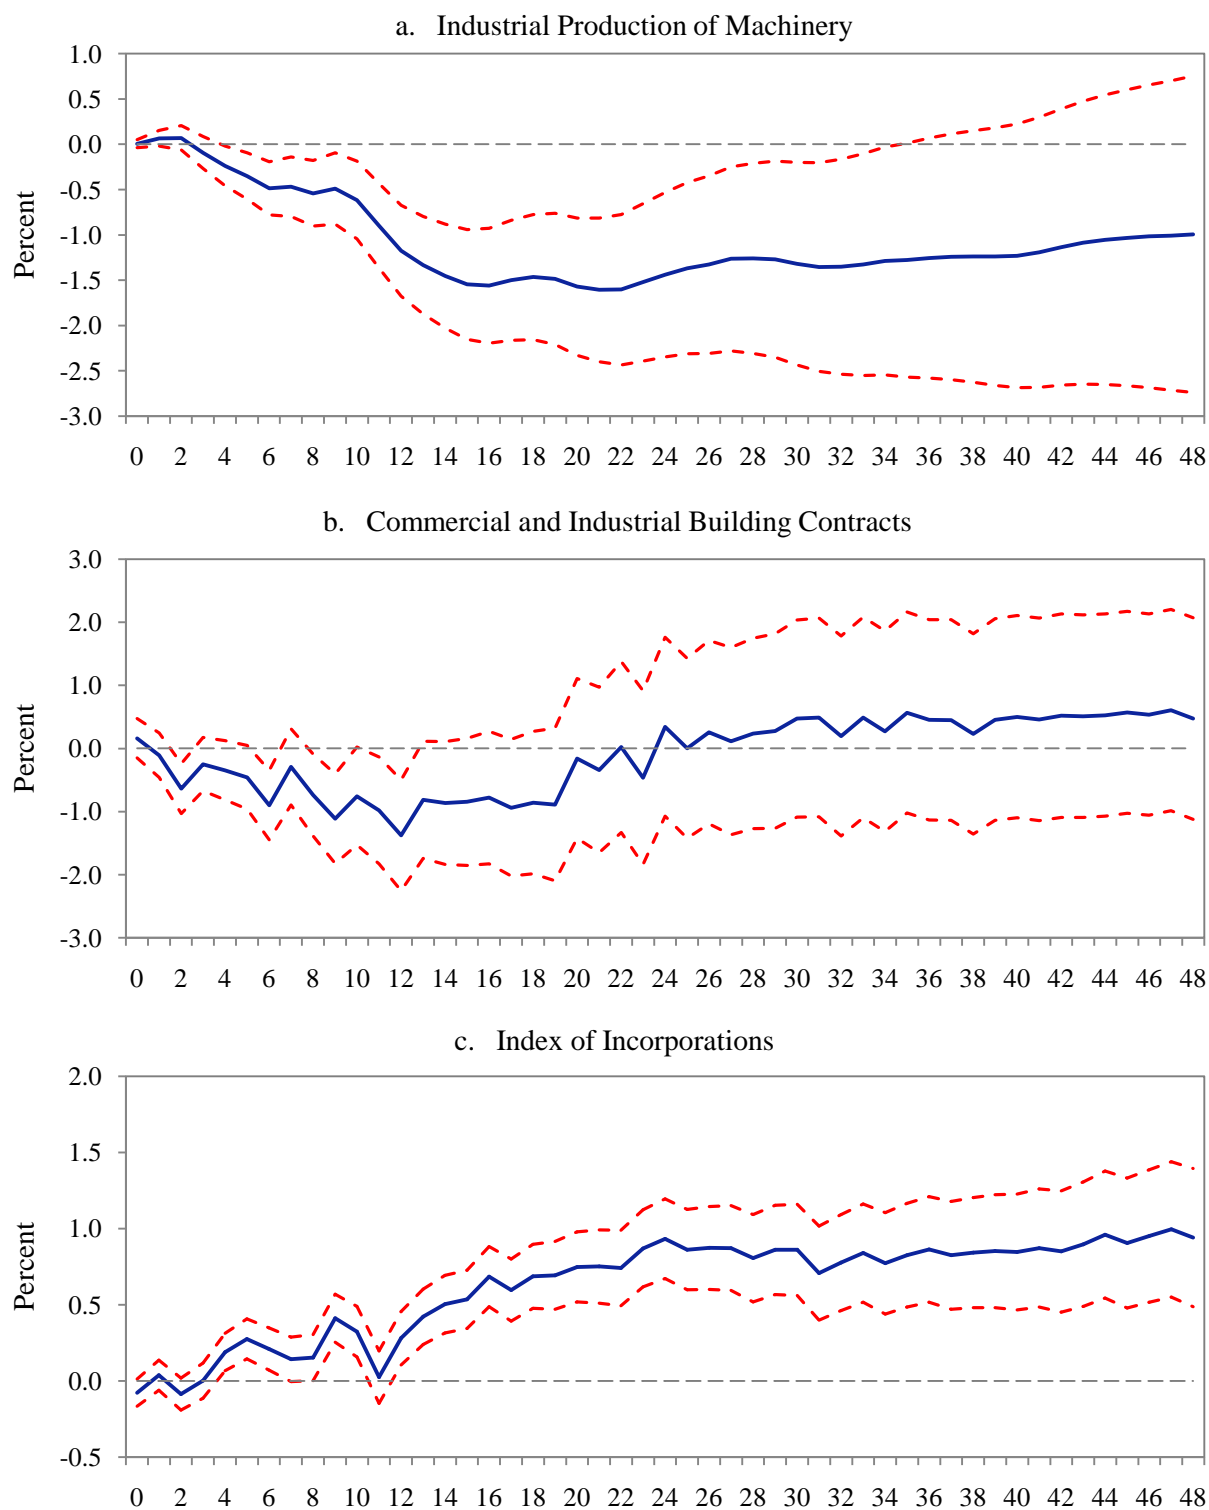 a. Industrial Production of Machinery
1.0
0.5
0.0
-0.5
-1.0
-1.5
-2.0
-2.5
-3.0
Percent
0 2 4 6 8 10 12 14 16 18 20 22 24 26 28 30 32 34 36 38 40 42 44 46 48
b. Commercial and Industrial Building Contracts
3.0
2.0
1.0
0.0
-1.0
-2.0
-3.0
Percent
0 2 4 6 8 10 12 14 16 18 20 22 24 26 28 30 32 34 36 38 40 42 44 46 48
c. Index of Incorporations
2.0
1.5
1.0
0.5
0.0
-0.5
Percent
0 2 4 6 8 10 12 14 16 18 20 22 24 26 28 30 32 34 36 38 40 42 44 46 48